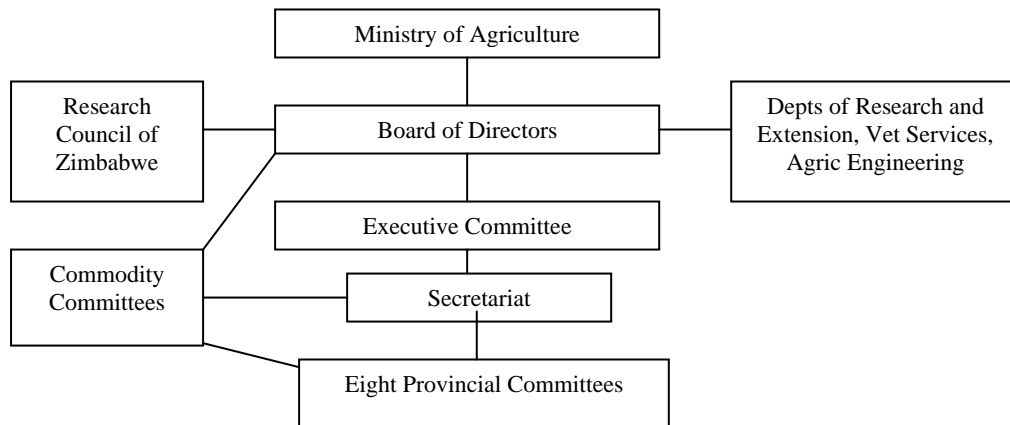 Ministry of Agriculture
Research
Council of
Zimbabwe
Board of Directors
Depts of Research and
Extension, Vet Services,
Agric Engineering
Executive Committee
Commodity
Committees
Secretariat
Eight Provincial Committees